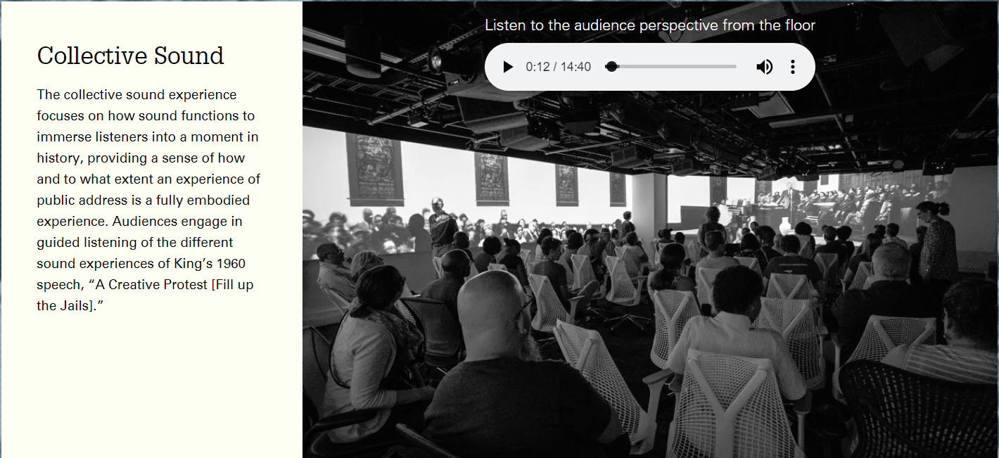 Collective Sound
The collective sound experience
focuses on how sound functions to
immerse listeners into a moment in
history, providing a sense of how
and to what extent an experience of
public address is a fully embodied
experience. Audiences engage in
guided listening of the different
sound experiences of King’s 1960
speech, “A Creative Protest [Fill up
the Jails].”
Listen to the audience perspective from the floor
0:12 / 14:40